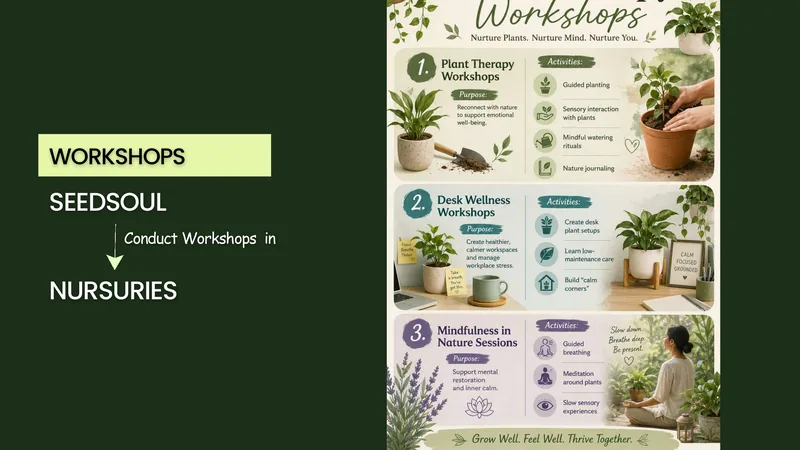 WORKSHOPS
SEEDSOUL
Conduct Workshops in
NURSURIES
Workshops
Nurture Plants. Nurture Mind. Nurture You.
1. Plant Therapy
Workshops
Purpose:
Reconnect with nature
to support emotional
well-being.
Activities:
Guided planting
Sensory interaction
with plants
Mindful watering
rituals
Nature journaling
2. Desk Wellness
Workshops
Purpose:
Create healthier,
calmer workspaces
and manage
workplace stress.
Take a
Activities:
Create desk
plant setups
Learn low-
maintenance care
Build "calm
corners"
CALM
FOCUSED
GROUNDED
3. Mindfulness in
Nature Sessions
Purpose:
Support mental
restoration
and inner calm.
Activities:
Guided
breathing
Meditation
around plants
Slow sensory
experiences
Slow down.
Breathe deep.
Be present.
Grow Well. Feel Well. Thrive Together.